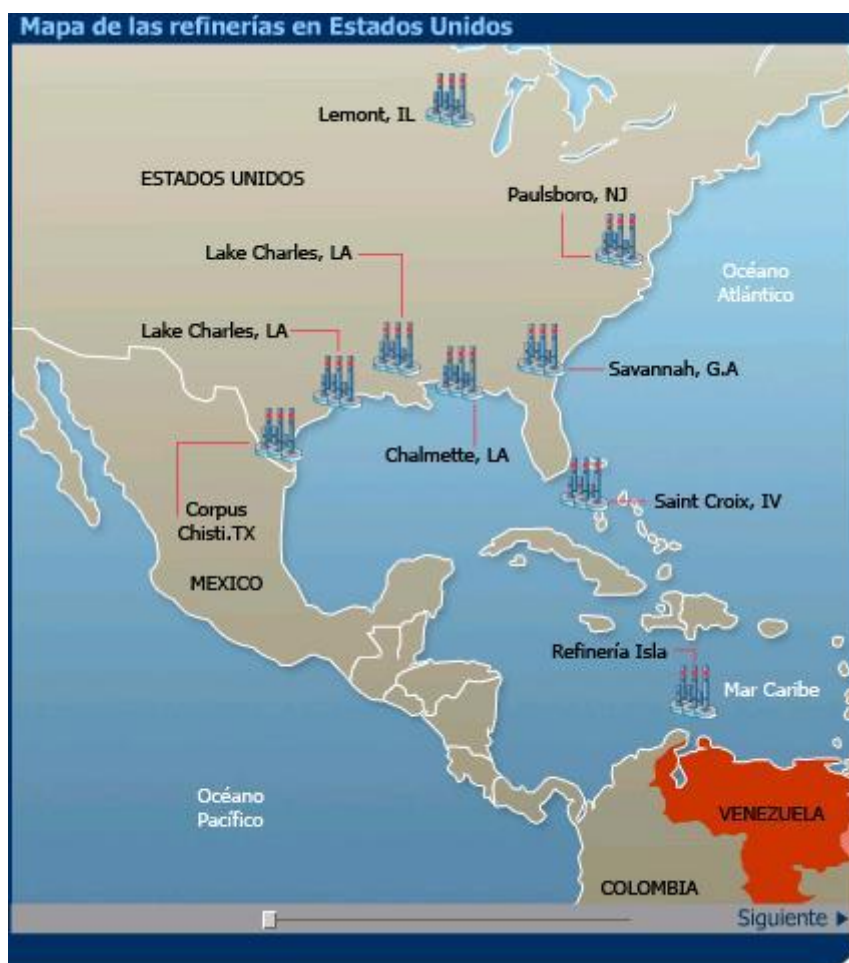 Mapa de las refinerías en Estados Unidos
Lemont, IL
ESTADOS UNIDOS
Paulsboro, NJ
Lake Charles, LA
Océano
Atlántico
Lake Charles, LA
Savannah, G.A
Chalmette, LA
Saint Croix, IV
Corpus
Chisti.TX
MEXICO
Refinería Isla
Mar Caribe
Océano
Pacífico
VENEZUELA
COLOMBIA
Siguiente